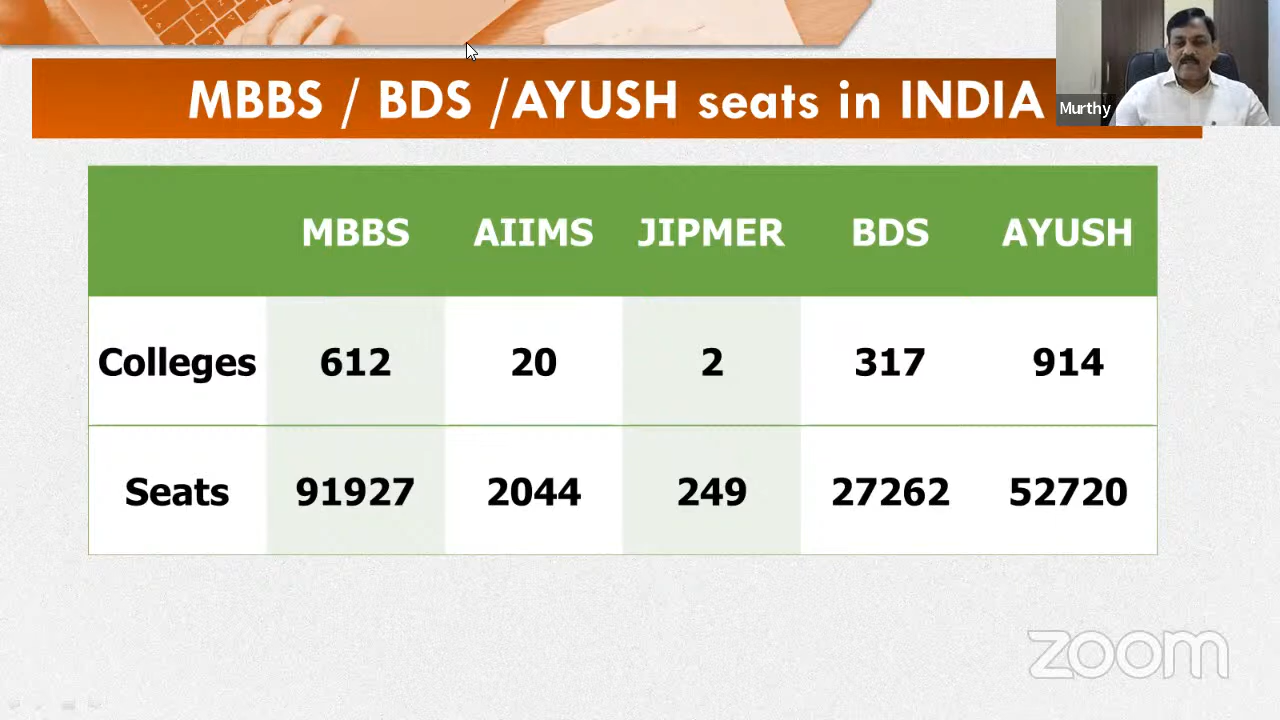 MBBS / BDS /AYUSH seats in INDIA
Murthy
MBBS AIIMS JIPMER BDS AYUSH
Colleges 612 20 2 317 914
Seats 91927 2044 249 27262 52720
zoom